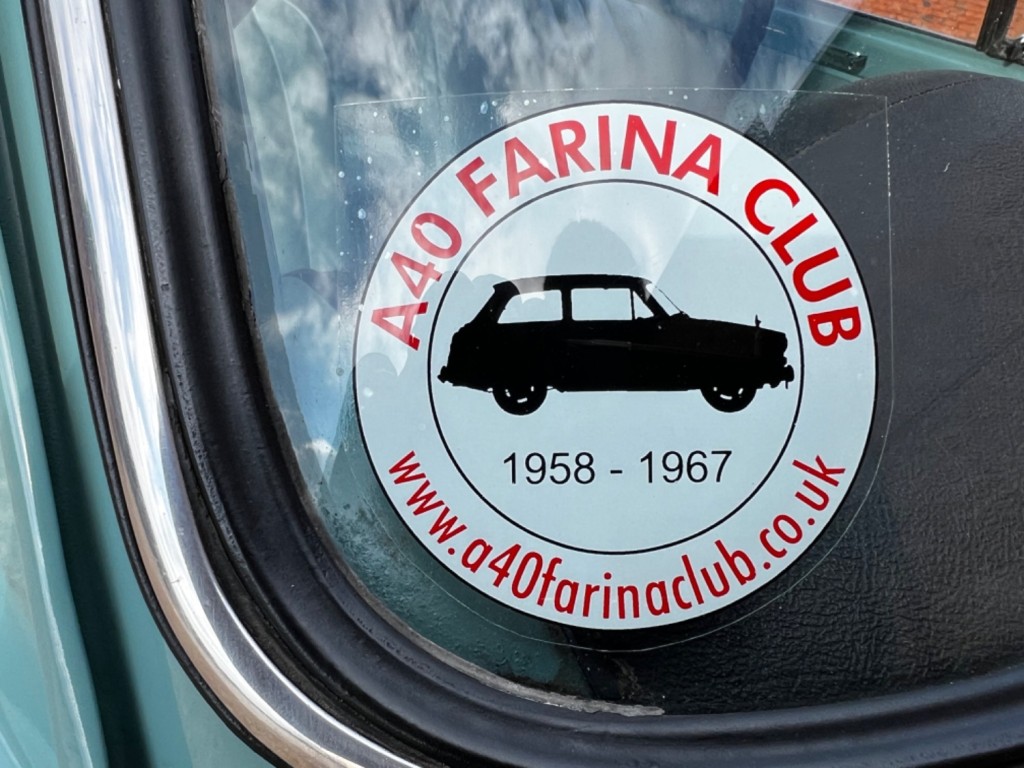 A40 FARINA CLUB
1958 - 1967
www.a40farinaclub.co.uk